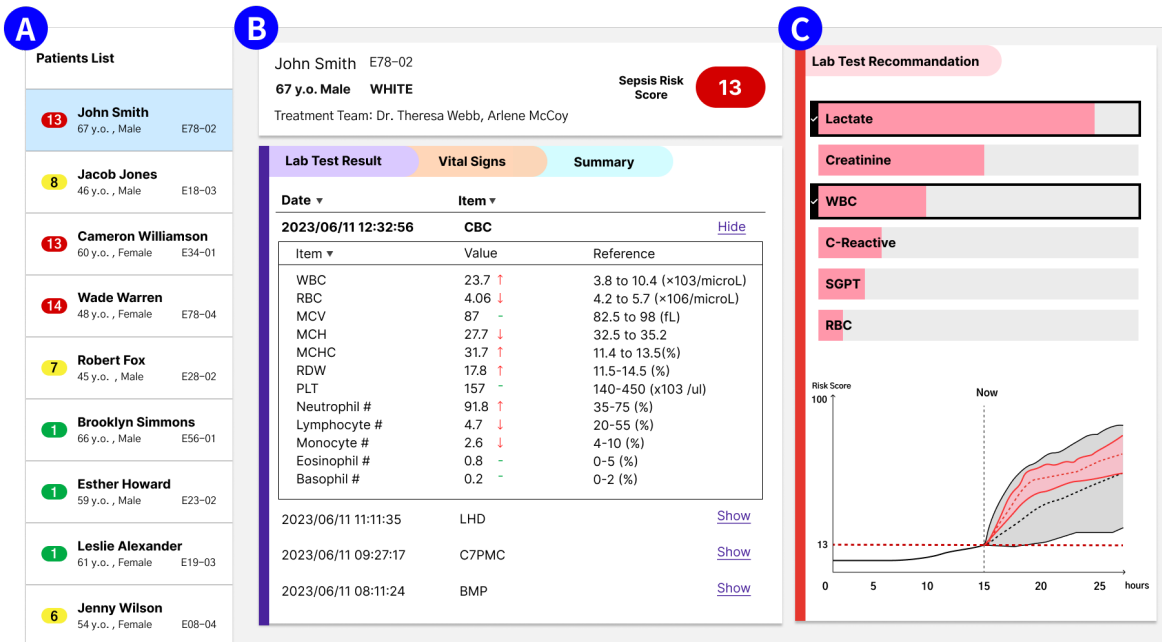 A
Patients List
13 John Smith
67 y.o. , Male E78-02
8 Jacob Jones
46 y.o. , Male E18-03
13 Cameron Williamson
60 y.o. , Female E34-01
14 Wade Warren
48 y.o. , Female E78-04
7 Robert Fox
45 y.o. , Male E28-02
1 Brooklyn Simmons
66 y.o. , Male E56-01
1 Esther Howard
59 y.o. , Male E23-02
1 Leslie Alexander
61 y.o. , Female E19-03
6 Jenny Wilson
54 y.o. , Female E08-04
B
John Smith E78-02
67 y.o. Male WHITE
Treatment Team: Dr. Theresa Webb, Arlene McCoy
Sepsis Risk
Score
13
Lab Test Result Vital Signs Summary
Date ▾ Item ▾
2023/06/11 12:32:56 CBC Hide
Item ▾ Value Reference
WBC 23.7 ↑ 3.8 to 10.4 (×103/microL)
RBC 4.06 ↓ 4.2 to 5.7 (×106/microL)
MCV 87 - 82.5 to 98 (fL)
MCH 27.7 ↓ 32.5 to 35.2
MCHC 31.7 ↑ 11.4 to 13.5(%)
RDW 17.8 ↑ 11.5-14.5 (%)
PLT 157 - 140-450 (x103 /ul)
Neutrophil # 91.8 ↑ 35-75 (%)
Lymphocyte # 4.7 ↓ 20-55 (%)
Monocyte # 2.6 ↓ 4-10 (%)
Eosinophil # 0.8 - 0-5 (%)
Basophil # 0.2 - 0-2 (%)
2023/06/11 11:11:35 LHD Show
2023/06/11 09:27:17 C7PMC Show
2023/06/11 08:11:24 BMP Show
C
Lab Test Recommandation
Lactate
Creatinine
WBC
C-Reactive
SGPT
RBC
Risk Score
100
Now
13
0 5 10 15 20 25 hours